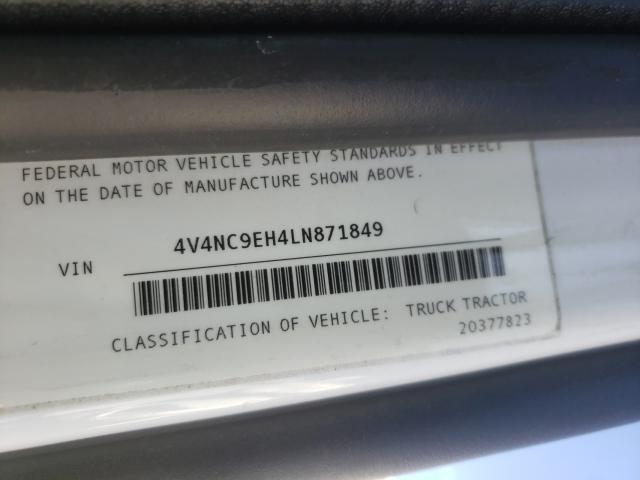 FEDERAL MOTOR VEHICLE SAFETY STANDARDS IN EFFECT
ON THE DATE OF MANUFACTURE SHOWN ABOVE.
4V4NC9EH4LN871849
VIN
CLASSIFICATION OF VEHICLE: TRUCK TRACTOR
20377823